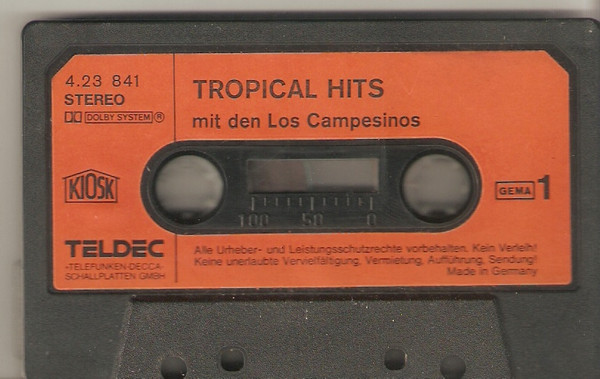 4.23 841
STEREO
DOLBY SYSTEM ®
TROPICAL HITS
mit den Los Campesinos
KIOSK
100 50 0
GEMA 1
TELDEC
»TELEFUNKEN-DECCA«
SCHALLPLATTEN GMBH
Alle Urheber- und Leistungsschutzrechte vorbehalten. Kein Verleih!
Keine unerlaubte Vervielfältigung, Vermietung, Aufführung, Sendung!
Made in Germany